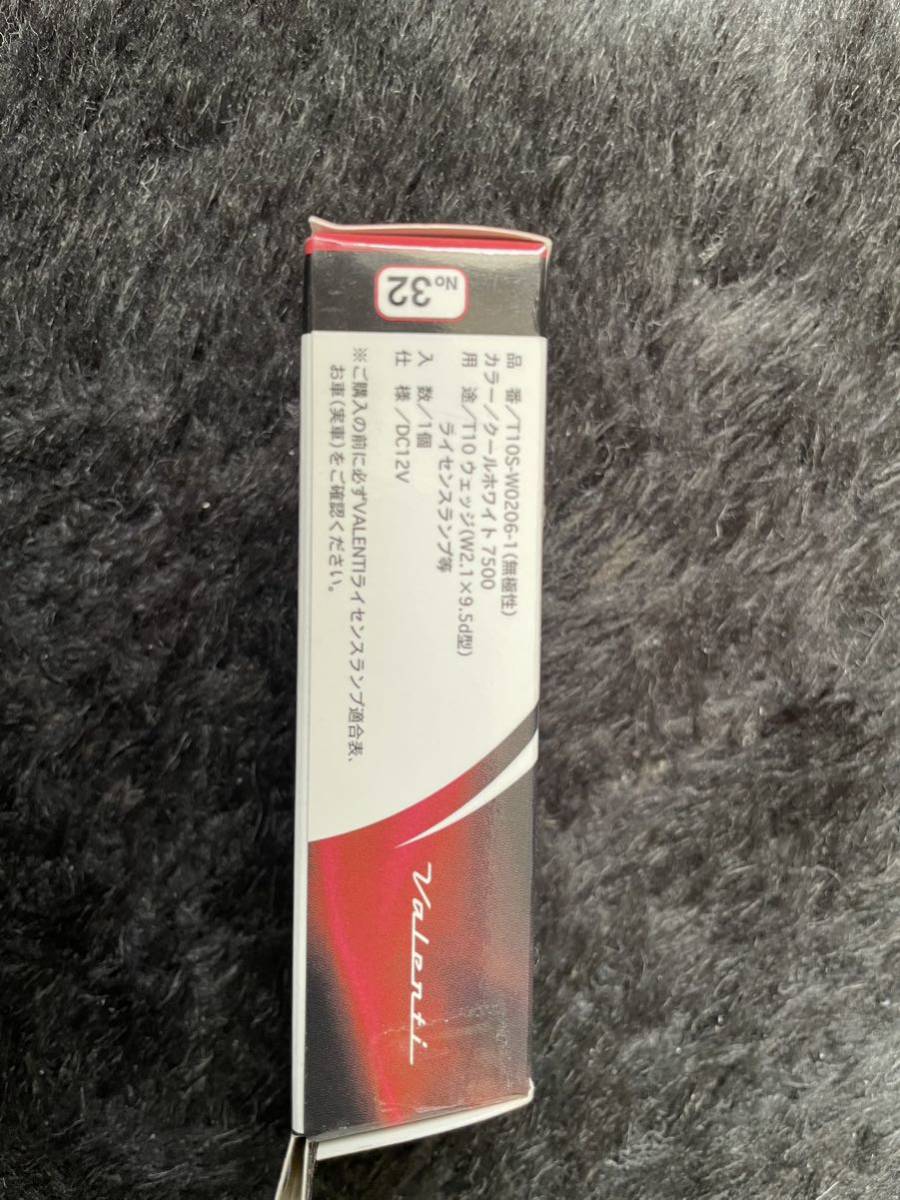 No.32
品 番/T10S-W0206-1(無極性)
カラー/クールホワイト 7500
用 途/T10 ウェッジ(W2.1×9.5d型)
ライセンスランプ等
入 数/1個
仕 様/DC12V
※ご購入の前に必ずVALENTIライセンスランプ適合表、
お車(実車)をご確認ください。
Valenti